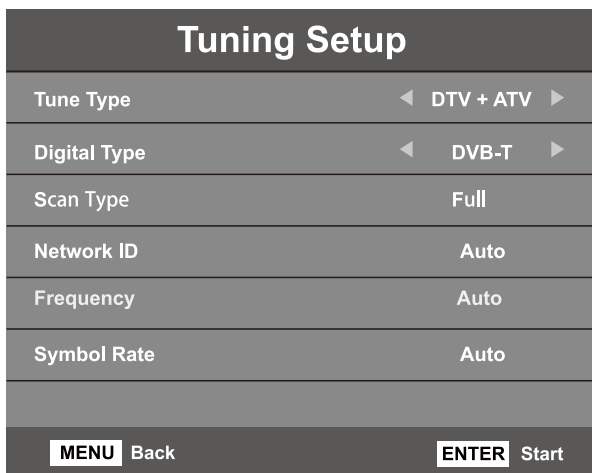 Tuning Setup
Tune Type DTV + ATV
Digital Type DVB-T
Scan Type Full
Network ID Auto
Frequency Auto
Symbol Rate Auto
MENU Back ENTER Start